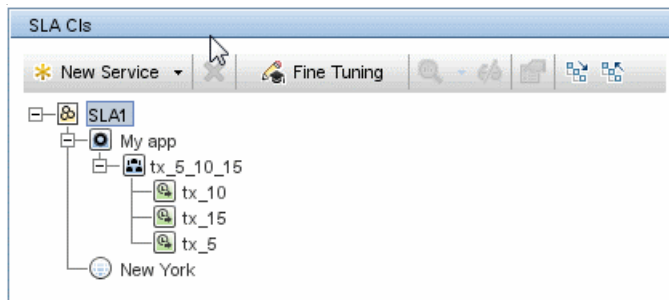 SLA CIs
New Service Fine Tuning
SLA1
My app
tx_5_10_15
tx_10
tx_15
tx_5
New York